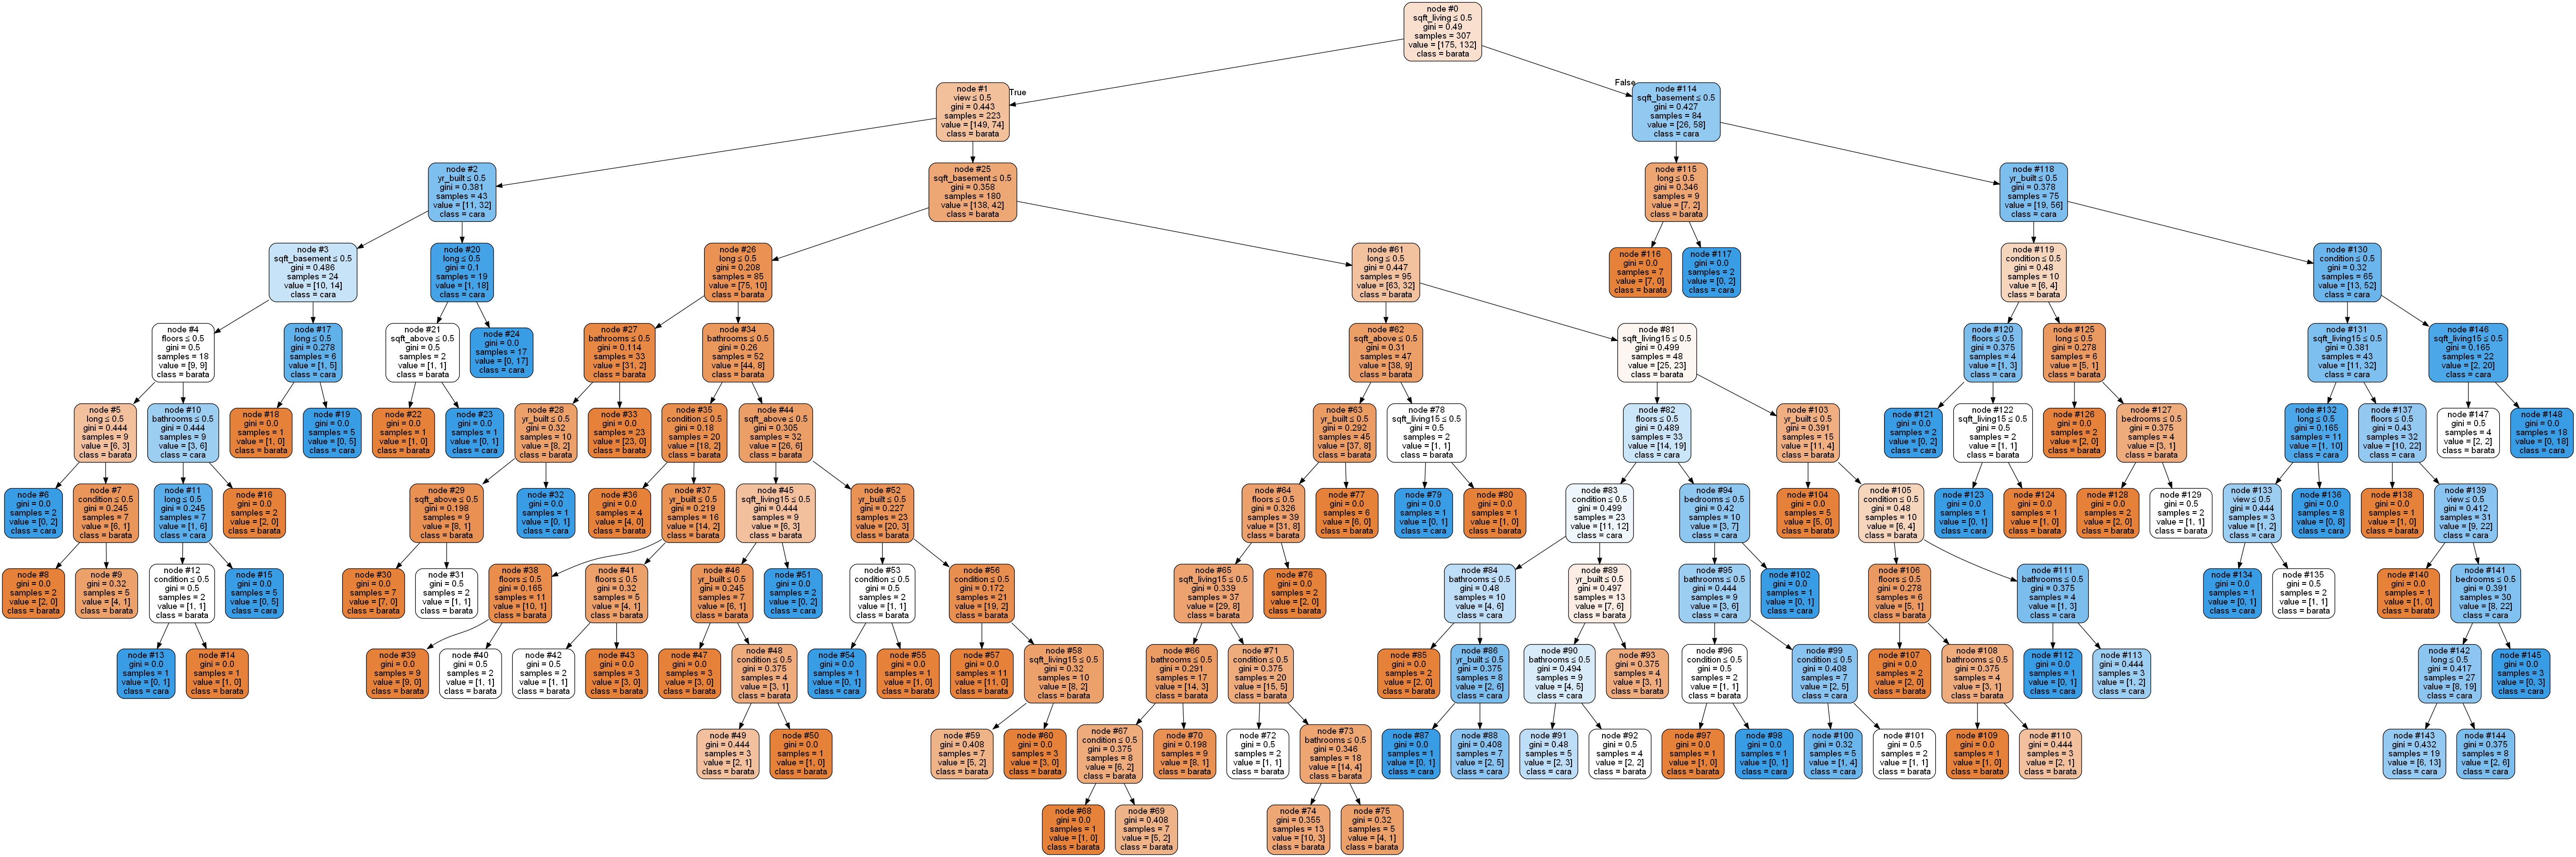 node #0
sqft_living ≤ 0.5
gini = 0.49
samples = 307
value = [175, 132]
class = barata
True
False
node #1
view ≤ 0.5
gini = 0.443
samples = 223
value = [149, 74]
class = barata
node #114
sqft_basement ≤ 0.5
gini = 0.427
samples = 84
value = [26, 58]
class = cara
node #2
yr_built ≤ 0.5
gini = 0.381
samples = 43
value = [11, 32]
class = cara
node #25
sqft_basement ≤ 0.5
gini = 0.358
samples = 180
value = [138, 42]
class = barata
node #115
long ≤ 0.5
gini = 0.346
samples = 9
value = [7, 2]
class = barata
node #118
yr_built ≤ 0.5
gini = 0.378
samples = 75
value = [19, 56]
class = cara
node #3
sqft_basement ≤ 0.5
gini = 0.486
samples = 24
value = [10, 14]
class = cara
node #20
long ≤ 0.5
gini = 0.1
samples = 19
value = [1, 18]
class = cara
node #26
long ≤ 0.5
gini = 0.208
samples = 85
value = [75, 10]
class = barata
node #61
long ≤ 0.5
gini = 0.447
samples = 95
value = [63, 32]
class = barata
node #116
gini = 0.0
samples = 7
value = [7, 0]
class = barata
node #117
gini = 0.0
samples = 2
value = [0, 2]
class = cara
node #119
condition ≤ 0.5
gini = 0.48
samples = 10
value = [6, 4]
class = barata
node #130
condition ≤ 0.5
gini = 0.32
samples = 65
value = [13, 52]
class = cara
node #4
floors ≤ 0.5
gini = 0.5
samples = 18
value = [9, 9]
class = barata
node #17
long ≤ 0.5
gini = 0.278
samples = 6
value = [1, 5]
class = cara
node #21
sqft_above ≤ 0.5
gini = 0.5
samples = 2
value = [1, 1]
class = barata
node #24
gini = 0.0
samples = 17
value = [0, 17]
class = cara
node #27
bathrooms ≤ 0.5
gini = 0.114
samples = 33
value = [31, 2]
class = barata
node #34
bathrooms ≤ 0.5
gini = 0.26
samples = 52
value = [44, 8]
class = barata
node #62
sqft_above ≤ 0.5
gini = 0.31
samples = 47
value = [38, 9]
class = barata
node #81
sqft_living15 ≤ 0.5
gini = 0.499
samples = 48
value = [25, 23]
class = barata
node #120
floors ≤ 0.5
gini = 0.375
samples = 4
value = [1, 3]
class = cara
node #125
long ≤ 0.5
gini = 0.278
samples = 6
value = [5, 1]
class = barata
node #131
sqft_living15 ≤ 0.5
gini = 0.381
samples = 43
value = [11, 32]
class = cara
node #146
sqft_living15 ≤ 0.5
gini = 0.165
samples = 22
value = [2, 20]
class = cara
node #5
long ≤ 0.5
gini = 0.444
samples = 9
value = [6, 3]
class = barata
node #10
bathrooms ≤ 0.5
gini = 0.444
samples = 9
value = [3, 6]
class = cara
node #18
gini = 0.0
samples = 1
value = [1, 0]
class = barata
node #19
gini = 0.0
samples = 5
value = [0, 5]
class = cara
node #22
gini = 0.0
samples = 1
value = [1, 0]
class = barata
node #23
gini = 0.0
samples = 1
value = [0, 1]
class = cara
node #28
yr_built ≤ 0.5
gini = 0.32
samples = 10
value = [8, 2]
class = barata
node #33
gini = 0.0
samples = 23
value = [23, 0]
class = barata
node #35
condition ≤ 0.5
gini = 0.18
samples = 20
value = [18, 2]
class = barata
node #44
sqft_above ≤ 0.5
gini = 0.305
samples = 32
value = [26, 6]
class = barata
node #63
yr_built ≤ 0.5
gini = 0.292
samples = 45
value = [37, 8]
class = barata
node #78
sqft_living15 ≤ 0.5
gini = 0.5
samples = 2
value = [1, 1]
class = barata
node #82
floors ≤ 0.5
gini = 0.489
samples = 33
value = [14, 19]
class = cara
node #103
yr_built ≤ 0.5
gini = 0.391
samples = 15
value = [11, 4]
class = barata
node #121
gini = 0.0
samples = 2
value = [0, 2]
class = cara
node #122
sqft_living15 ≤ 0.5
gini = 0.5
samples = 2
value = [1, 1]
class = barata
node #126
gini = 0.0
samples = 2
value = [2, 0]
class = barata
node #127
bedrooms ≤ 0.5
gini = 0.375
samples = 4
value = [3, 1]
class = barata
node #132
long ≤ 0.5
gini = 0.165
samples = 11
value = [1, 10]
class = cara
node #137
floors ≤ 0.5
gini = 0.43
samples = 32
value = [10, 22]
class = cara
node #147
gini = 0.5
samples = 4
value = [2, 2]
class = barata
node #148
gini = 0.0
samples = 18
value = [0, 18]
class = cara
node #6
gini = 0.0
samples = 2
value = [0, 2]
class = cara
node #7
condition ≤ 0.5
gini = 0.245
samples = 7
value = [6, 1]
class = barata
node #11
long ≤ 0.5
gini = 0.245
samples = 7
value = [1, 6]
class = cara
node #16
gini = 0.0
samples = 2
value = [2, 0]
class = barata
node #29
sqft_above ≤ 0.5
gini = 0.198
samples = 9
value = [8, 1]
class = barata
node #32
gini = 0.0
samples = 1
value = [0, 1]
class = cara
node #36
gini = 0.0
samples = 4
value = [4, 0]
class = barata
node #37
yr_built ≤ 0.5
gini = 0.219
samples = 16
value = [14, 2]
class = barata
node #45
sqft_living15 ≤ 0.5
gini = 0.444
samples = 9
value = [6, 3]
class = barata
node #52
yr_built ≤ 0.5
gini = 0.227
samples = 23
value = [20, 3]
class = barata
node #64
floors ≤ 0.5
gini = 0.326
samples = 39
value = [31, 8]
class = barata
node #77
gini = 0.0
samples = 6
value = [6, 0]
class = barata
node #79
gini = 0.0
samples = 1
value = [0, 1]
class = cara
node #80
gini = 0.0
samples = 1
value = [1, 0]
class = barata
node #83
condition ≤ 0.5
gini = 0.499
samples = 23
value = [11, 12]
class = cara
node #94
bedrooms ≤ 0.5
gini = 0.42
samples = 10
value = [3, 7]
class = cara
node #104
gini = 0.0
samples = 5
value = [5, 0]
class = barata
node #105
condition ≤ 0.5
gini = 0.48
samples = 10
value = [6, 4]
class = barata
node #123
gini = 0.0
samples = 1
value = [0, 1]
class = cara
node #124
gini = 0.0
samples = 1
value = [1, 0]
class = barata
node #128
gini = 0.0
samples = 2
value = [2, 0]
class = barata
node #129
gini = 0.5
samples = 2
value = [1, 1]
class = barata
node #133
view ≤ 0.5
gini = 0.444
samples = 3
value = [1, 2]
class = cara
node #136
gini = 0.0
samples = 8
value = [0, 8]
class = cara
node #138
gini = 0.0
samples = 1
value = [1, 0]
class = barata
node #139
view ≤ 0.5
gini = 0.412
samples = 31
value = [9, 22]
class = cara
node #8
gini = 0.0
samples = 2
value = [2, 0]
class = barata
node #9
gini = 0.32
samples = 5
value = [4, 1]
class = barata
node #12
condition ≤ 0.5
gini = 0.5
samples = 2
value = [1, 1]
class = barata
node #15
gini = 0.0
samples = 5
value = [0, 5]
class = cara
node #30
gini = 0.0
samples = 7
value = [7, 0]
class = barata
node #31
gini = 0.5
samples = 2
value = [1, 1]
class = barata
node #38
floors ≤ 0.5
gini = 0.165
samples = 11
value = [10, 1]
class = barata
node #41
floors ≤ 0.5
gini = 0.32
samples = 5
value = [4, 1]
class = barata
node #46
yr_built ≤ 0.5
gini = 0.245
samples = 7
value = [6, 1]
class = barata
node #51
gini = 0.0
samples = 2
value = [0, 2]
class = cara
node #53
condition ≤ 0.5
gini = 0.5
samples = 2
value = [1, 1]
class = barata
node #56
condition ≤ 0.5
gini = 0.172
samples = 21
value = [19, 2]
class = barata
node #65
sqft_living15 ≤ 0.5
gini = 0.339
samples = 37
value = [29, 8]
class = barata
node #76
gini = 0.0
samples = 2
value = [2, 0]
class = barata
node #84
bathrooms ≤ 0.5
gini = 0.48
samples = 10
value = [4, 6]
class = cara
node #89
yr_built ≤ 0.5
gini = 0.497
samples = 13
value = [7, 6]
class = barata
node #95
bathrooms ≤ 0.5
gini = 0.444
samples = 9
value = [3, 6]
class = cara
node #102
gini = 0.0
samples = 1
value = [0, 1]
class = cara
node #106
floors ≤ 0.5
gini = 0.278
samples = 6
value = [5, 1]
class = barata
node #111
bathrooms ≤ 0.5
gini = 0.375
samples = 4
value = [1, 3]
class = cara
node #134
gini = 0.0
samples = 1
value = [0, 1]
class = cara
node #135
gini = 0.5
samples = 2
value = [1, 1]
class = barata
node #140
gini = 0.0
samples = 1
value = [1, 0]
class = barata
node #141
bedrooms ≤ 0.5
gini = 0.391
samples = 30
value = [8, 22]
class = cara
node #13
gini = 0.0
samples = 1
value = [0, 1]
class = cara
node #14
gini = 0.0
samples = 1
value = [1, 0]
class = barata
node #39
gini = 0.0
samples = 9
value = [9, 0]
class = barata
node #40
gini = 0.5
samples = 2
value = [1, 1]
class = barata
node #42
gini = 0.5
samples = 2
value = [1, 1]
class = barata
node #43
gini = 0.0
samples = 3
value = [3, 0]
class = barata
node #47
gini = 0.0
samples = 3
value = [3, 0]
class = barata
node #48
condition ≤ 0.5
gini = 0.375
samples = 4
value = [3, 1]
class = barata
node #54
gini = 0.0
samples = 1
value = [0, 1]
class = cara
node #55
gini = 0.0
samples = 1
value = [1, 0]
class = barata
node #57
gini = 0.0
samples = 11
value = [11, 0]
class = barata
node #58
sqft_living15 ≤ 0.5
gini = 0.32
samples = 10
value = [8, 2]
class = barata
node #66
bathrooms ≤ 0.5
gini = 0.291
samples = 17
value = [14, 3]
class = barata
node #71
condition ≤ 0.5
gini = 0.375
samples = 20
value = [15, 5]
class = barata
node #85
gini = 0.0
samples = 2
value = [2, 0]
class = barata
node #86
yr_built ≤ 0.5
gini = 0.375
samples = 8
value = [2, 6]
class = cara
node #90
bathrooms ≤ 0.5
gini = 0.494
samples = 9
value = [4, 5]
class = cara
node #93
gini = 0.375
samples = 4
value = [3, 1]
class = barata
node #96
condition ≤ 0.5
gini = 0.5
samples = 2
value = [1, 1]
class = barata
node #99
condition ≤ 0.5
gini = 0.408
samples = 7
value = [2, 5]
class = cara
node #107
gini = 0.0
samples = 2
value = [2, 0]
class = barata
node #108
bathrooms ≤ 0.5
gini = 0.375
samples = 4
value = [3, 1]
class = barata
node #112
gini = 0.0
samples = 1
value = [0, 1]
class = cara
node #113
gini = 0.444
samples = 3
value = [1, 2]
class = cara
node #142
long ≤ 0.5
gini = 0.417
samples = 27
value = [8, 19]
class = cara
node #145
gini = 0.0
samples = 3
value = [0, 3]
class = cara
node #49
gini = 0.444
samples = 3
value = [2, 1]
class = barata
node #50
gini = 0.0
samples = 1
value = [1, 0]
class = barata
node #59
gini = 0.408
samples = 7
value = [5, 2]
class = barata
node #60
gini = 0.0
samples = 3
value = [3, 0]
class = barata
node #67
condition ≤ 0.5
gini = 0.375
samples = 8
value = [6, 2]
class = barata
node #70
gini = 0.198
samples = 9
value = [8, 1]
class = barata
node #72
gini = 0.5
samples = 2
value = [1, 1]
class = barata
node #73
bathrooms ≤ 0.5
gini = 0.346
samples = 18
value = [14, 4]
class = barata
node #87
gini = 0.0
samples = 1
value = [0, 1]
class = cara
node #88
gini = 0.408
samples = 7
value = [2, 5]
class = cara
node #91
gini = 0.48
samples = 5
value = [2, 3]
class = cara
node #92
gini = 0.5
samples = 4
value = [2, 2]
class = barata
node #97
gini = 0.0
samples = 1
value = [1, 0]
class = barata
node #98
gini = 0.0
samples = 1
value = [0, 1]
class = cara
node #100
gini = 0.32
samples = 5
value = [1, 4]
class = cara
node #101
gini = 0.5
samples = 2
value = [1, 1]
class = barata
node #109
gini = 0.0
samples = 1
value = [1, 0]
class = barata
node #110
gini = 0.444
samples = 3
value = [2, 1]
class = barata
node #143
gini = 0.432
samples = 19
value = [6, 13]
class = cara
node #144
gini = 0.375
samples = 8
value = [2, 6]
class = cara
node #68
gini = 0.0
samples = 1
value = [1, 0]
class = barata
node #69
gini = 0.408
samples = 7
value = [5, 2]
class = barata
node #74
gini = 0.355
samples = 13
value = [10, 3]
class = barata
node #75
gini = 0.32
samples = 5
value = [4, 1]
class = barata